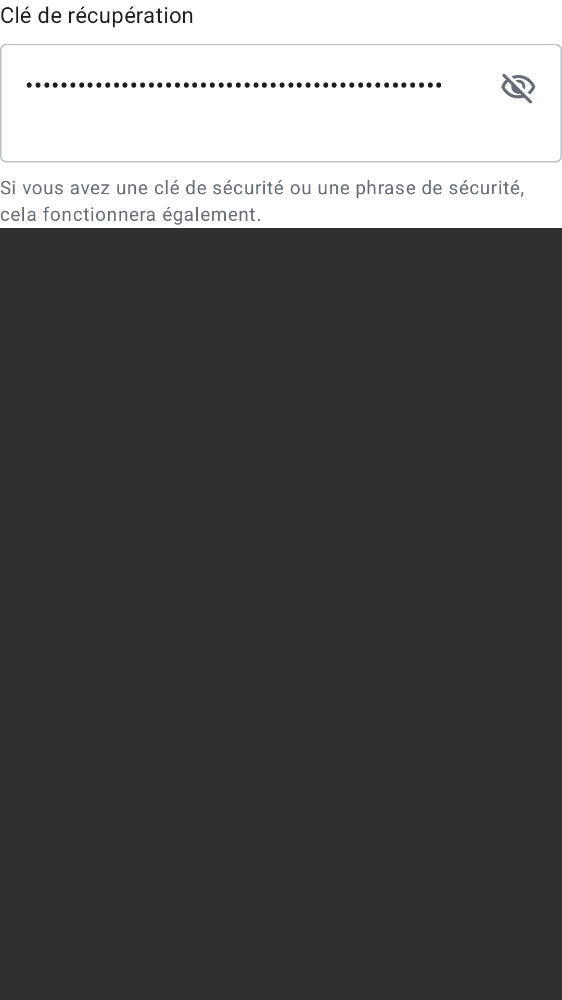 Clé de récupération
••••••••••••••••••••••••••••••••••••••••••••••••
Si vous avez une clé de sécurité ou une phrase de sécurité,
cela fonctionnera également.